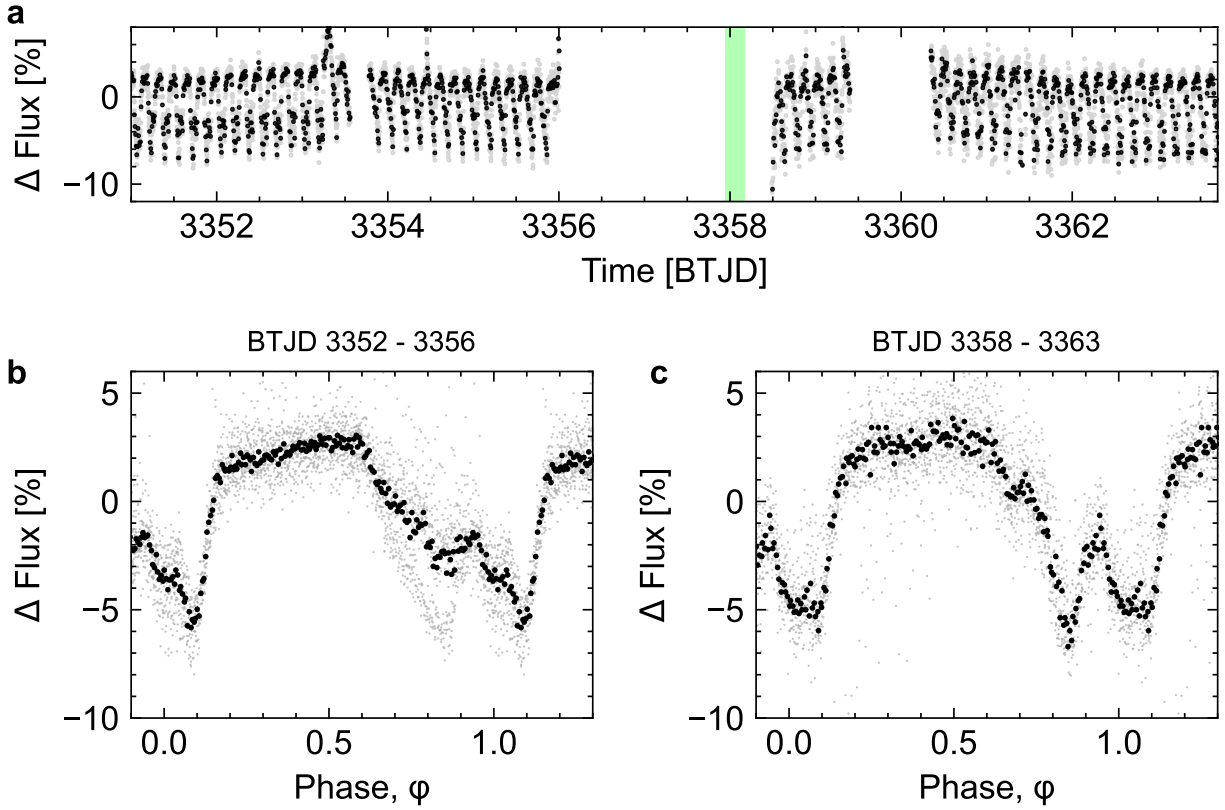 a
Δ Flux [%]
0
−10
3352
3354
3356
3358
3360
3362
Time [BTJD]
BTJD 3352 - 3356
b
Δ Flux [%]
5
0
−5
−10
0.0
0.5
1.0
Phase, φ
BTJD 3358 - 3363
c
Δ Flux [%]
5
0
−5
−10
0.0
0.5
1.0
Phase, φ